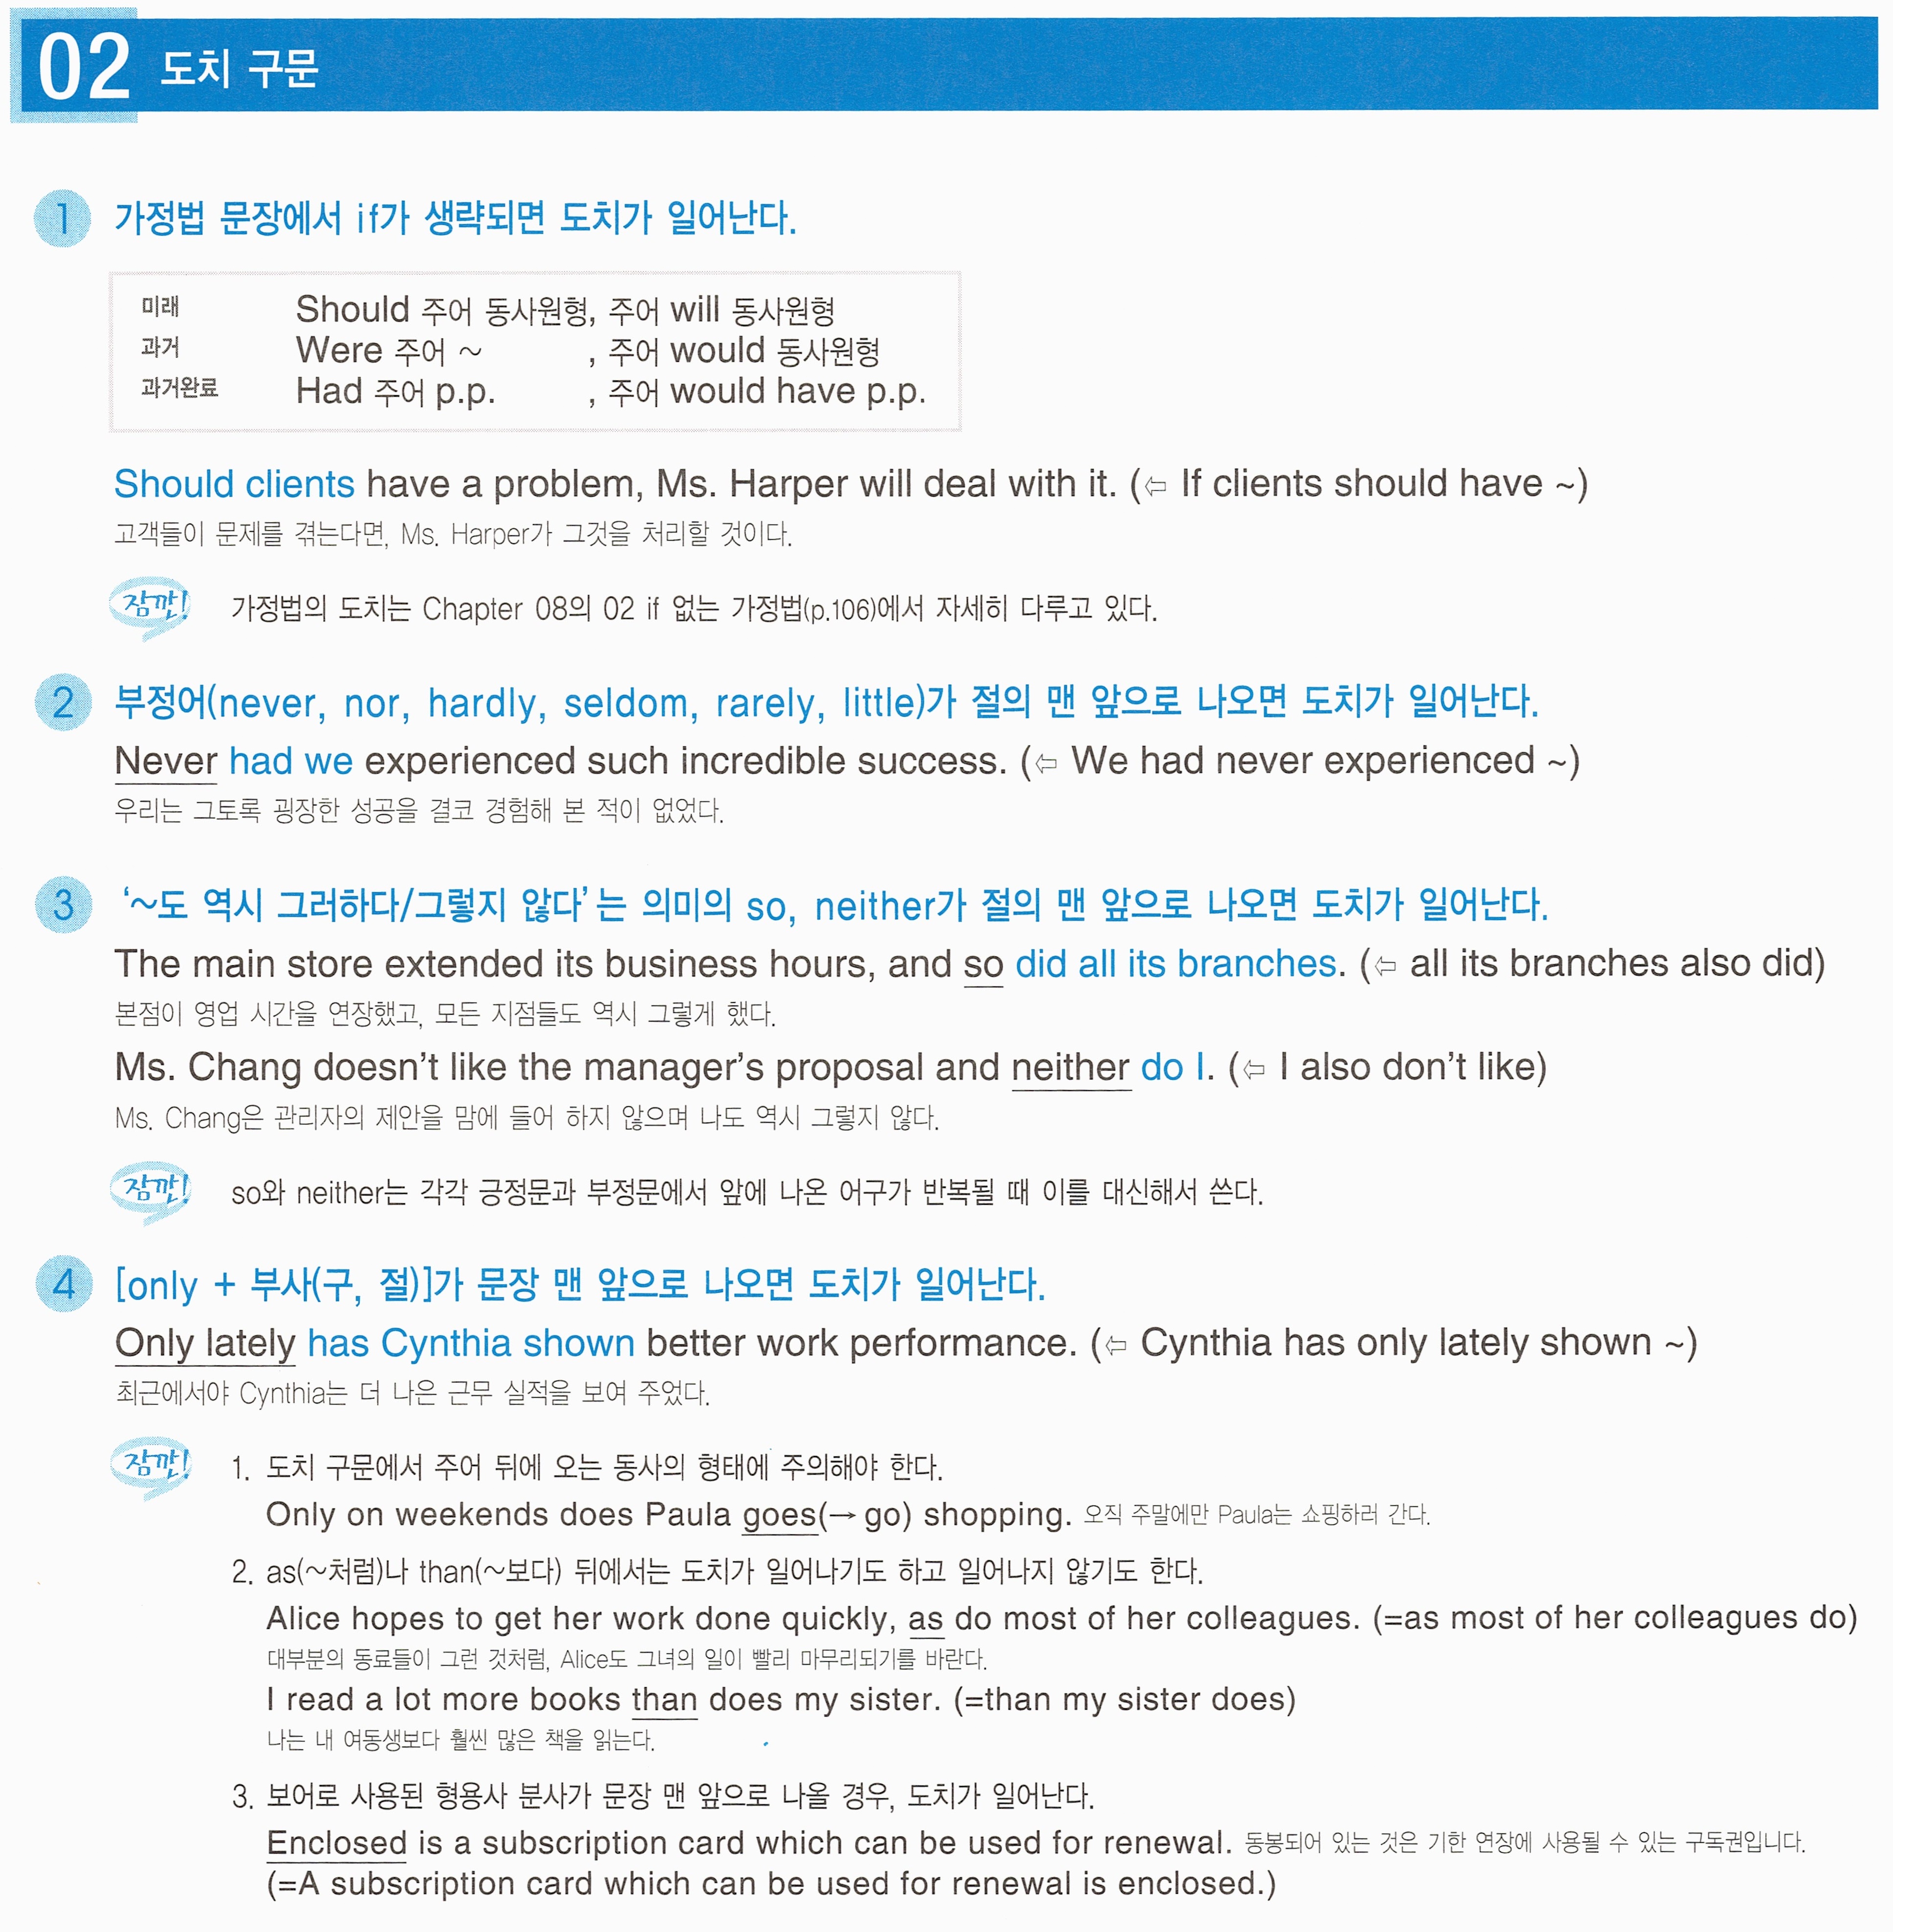 02 도치 구문
1 가정법 문장에서 if가 생략되면 도치가 일어난다.
미래 Should 주어 동사원형, 주어 will 동사원형
과거 Were 주어 ~ , 주어 would 동사원형
과거완료 Had 주어 p.p. , 주어 would have p.p.
Should clients have a problem, Ms. Harper will deal with it. (⇦ If clients should have ~)
고객들이 문제를 겪는다면, Ms. Harper가 그것을 처리할 것이다.
잠깐! 가정법의 도치는 Chapter 08의 02 if 없는 가정법(p.106)에서 자세히 다루고 있다.
2 부정어(never, nor, hardly, seldom, rarely, little)가 절의 맨 앞으로 나오면 도치가 일어난다.
Never had we experienced such incredible success. (⇦ We had never experienced ~)
우리는 그토록 굉장한 성공을 결코 경험해 본 적이 없었다.
3 ‘~도 역시 그러하다/그렇지 않다’는 의미의 so, neither가 절의 맨 앞으로 나오면 도치가 일어난다.
The main store extended its business hours, and so did all its branches. (⇦ all its branches also did)
본점이 영업 시간을 연장했고, 모든 지점들도 역시 그렇게 했다.
Ms. Chang doesn’t like the manager’s proposal and neither do I. (⇦ I also don’t like)
Ms. Chang은 관리자의 제안을 맘에 들어 하지 않으며 나도 역시 그렇지 않다.
잠깐! so와 neither는 각각 긍정문과 부정문에서 앞에 나온 어구가 반복될 때 이를 대신해서 쓴다.
4 [only + 부사(구, 절)]가 문장 맨 앞으로 나오면 도치가 일어난다.
Only lately has Cynthia shown better work performance. (⇦ Cynthia has only lately shown ~)
최근에서야 Cynthia는 더 나은 근무 실적을 보여 주었다.
잠깐! 1. 도치 구문에서 주어 뒤에 오는 동사의 형태에 주의해야 한다.
Only on weekends does Paula goes(→ go) shopping. 오직 주말에만 Paula는 쇼핑하러 간다.
2. as(~처럼)나 than(~보다) 뒤에서는 도치가 일어나기도 하고 일어나지 않기도 한다.
Alice hopes to get her work done quickly, as do most of her colleagues. (=as most of her colleagues do)
대부분의 동료들이 그런 것처럼, Alice도 그녀의 일이 빨리 마무리되기를 바란다.
I read a lot more books than does my sister. (=than my sister does)
나는 내 여동생보다 훨씬 많은 책을 읽는다.
3. 보어로 사용된 형용사 분사가 문장 맨 앞으로 나올 경우, 도치가 일어난다.
Enclosed is a subscription card which can be used for renewal. 동봉되어 있는 것은 기한 연장에 사용될 수 있는 구독권입니다.
(=A subscription card which can be used for renewal is enclosed.)